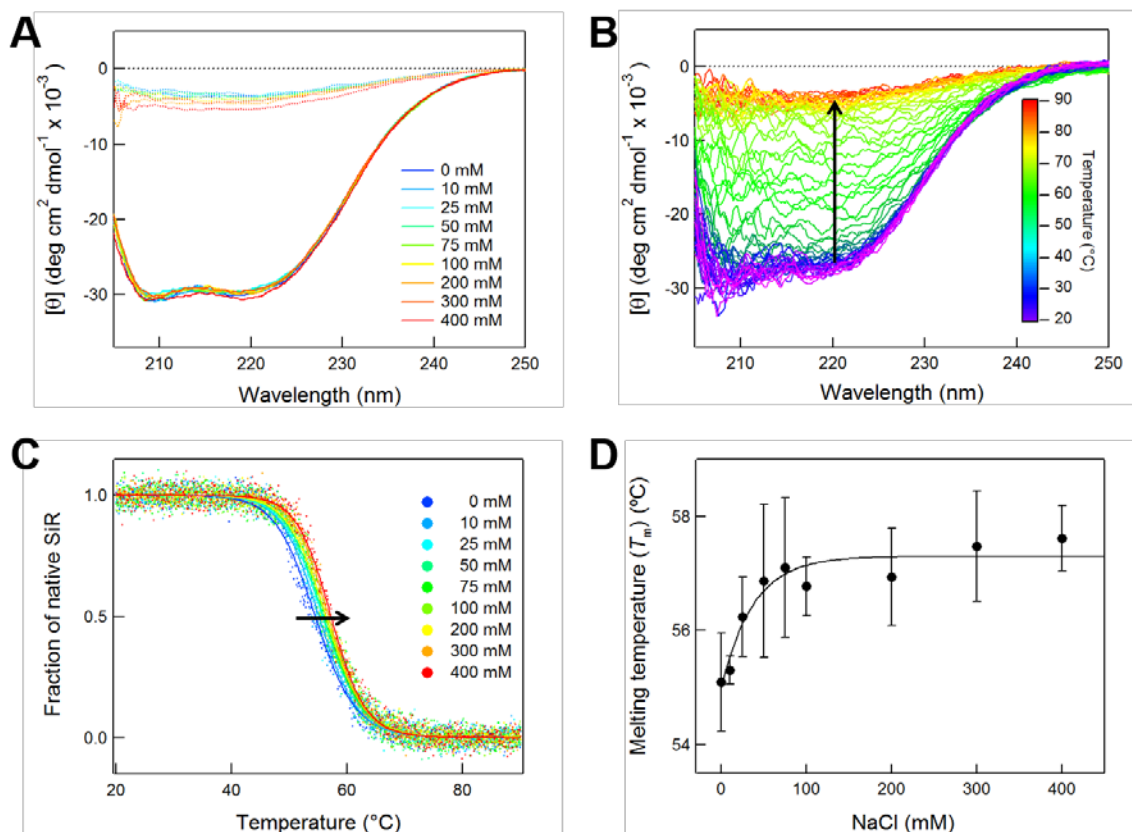 A
[θ] (deg cm² dmol⁻¹ x 10⁻³)
0
-10
-20
-30
210
220
230
240
250
Wavelength (nm)
0 mM
10 mM
25 mM
50 mM
75 mM
100 mM
200 mM
300 mM
400 mM
B
[θ] (deg cm² dmol⁻¹ x 10⁻³)
0
-10
-20
-30
210
220
230
240
250
Wavelength (nm)
90
80
70
60
50
40
30
20
Temperature (°C)
C
Fraction of native SiR
1.0
0.5
0.0
20
40
60
80
Temperature (°C)
0 mM
10 mM
25 mM
50 mM
75 mM
100 mM
200 mM
300 mM
400 mM
D
Melting temperature (Tₘ) (ºC)
58
56
54
0
100
200
300
400
NaCl (mM)